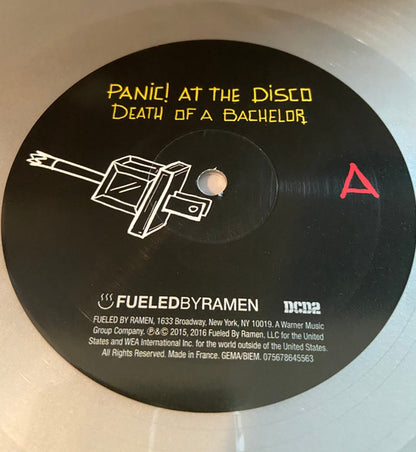 PANIC! AT THE DISCO
DEATH OF A BACHELOR
A
FUELEDBYRAMEN DCD2
FUELED BY RAMEN, 1633 Broadway, New York, NY 10019. A Warner Music
Group Company. ℗&© 2015, 2016 Fueled By Ramen, LLC for the United
States and WEA International Inc. for the world outside of the United States.
All Rights Reserved. Made in France. GEMA/BIEM. 075678645563